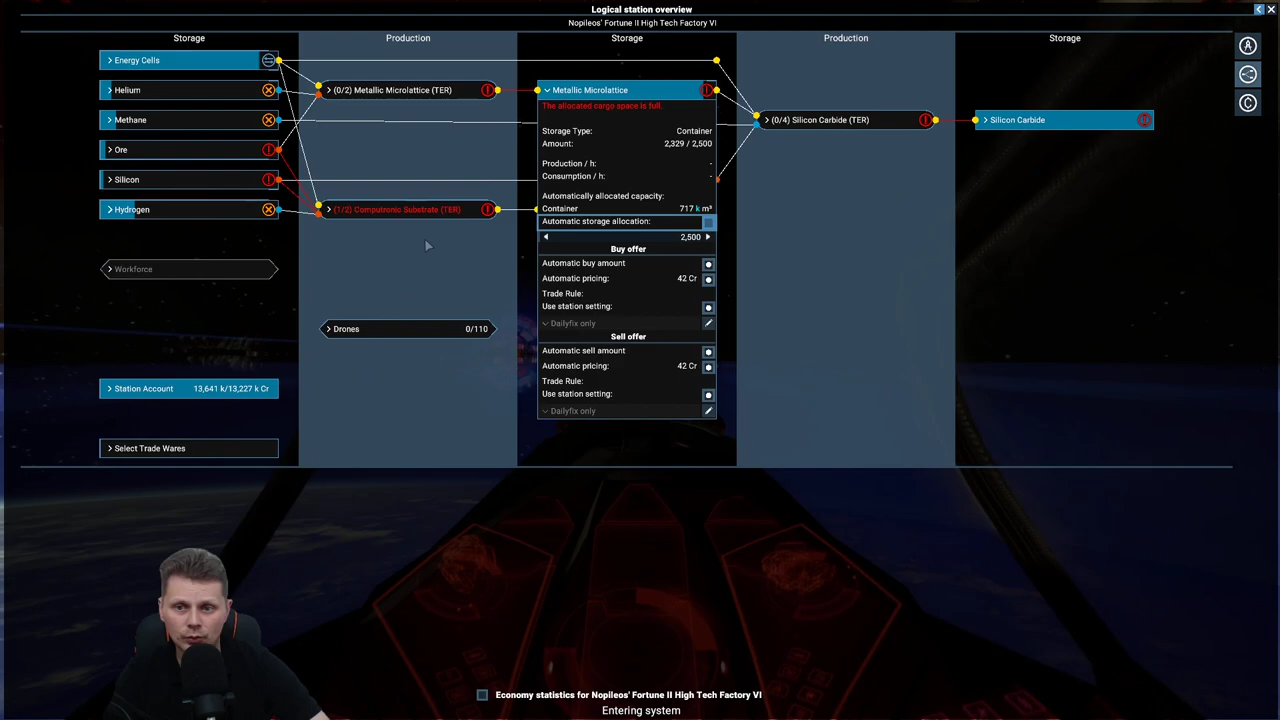 Logical station overview
Nopileos' Fortune II High Tech Factory VI
Storage
Production
Storage
Production
Storage
Energy Cells
Helium
Methane
Ore
Silicon
Hydrogen
Workforce
Station Account 13,641 k/13,227 k Cr
Select Trade Wares
(0/2) Metallic Microlattice (TER)
(1/2) Computronic Substrate (TER)
Drones 0/110
Metallic Microlattice
The allocated cargo space is full.
Storage Type: Container
Amount: 2,329 / 2,500
Production / h: -
Consumption / h: -
Automatically allocated capacity:
Container 717 k m³
Automatic storage allocation:
2,500
Buy offer
Automatic buy amount
Automatic pricing: 42 Cr
Trade Rule:
Use station setting:
Dailyfix only
Sell offer
Automatic sell amount
Automatic pricing: 42 Cr
Trade Rule:
Use station setting:
Dailyfix only
(0/4) Silicon Carbide (TER)
Silicon Carbide
A
C
Economy statistics for Nopileos' Fortune II High Tech Factory VI
Entering system